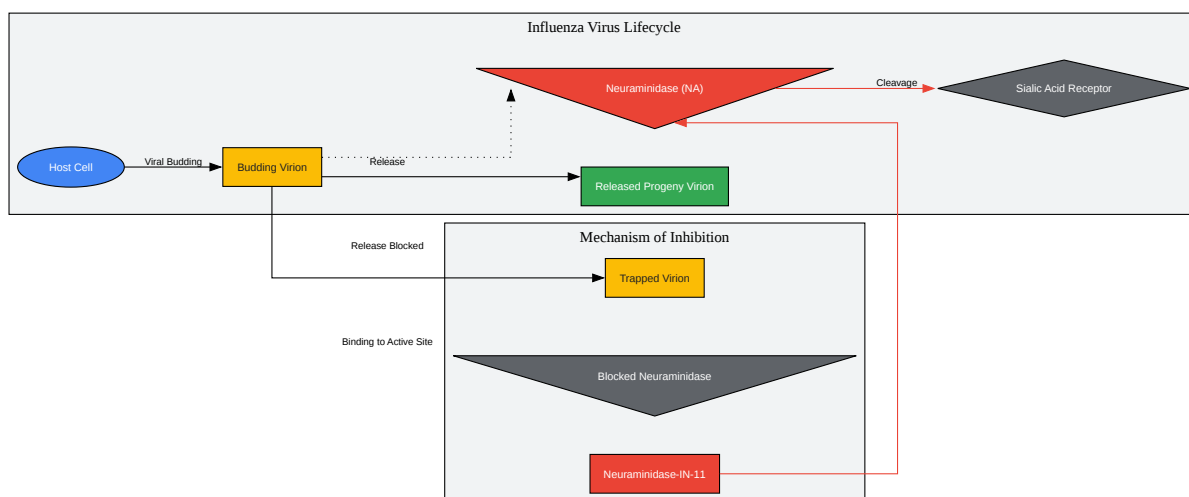 Influenza Virus Lifecycle
Neuraminidase (NA)
Cleavage
Sialic Acid Receptor
Host Cell
Viral Budding
Budding Virion
Release
Released Progeny Virion
Mechanism of Inhibition
Release Blocked
Trapped Virion
Binding to Active Site
Blocked Neuraminidase
Neuraminidase-IN-11